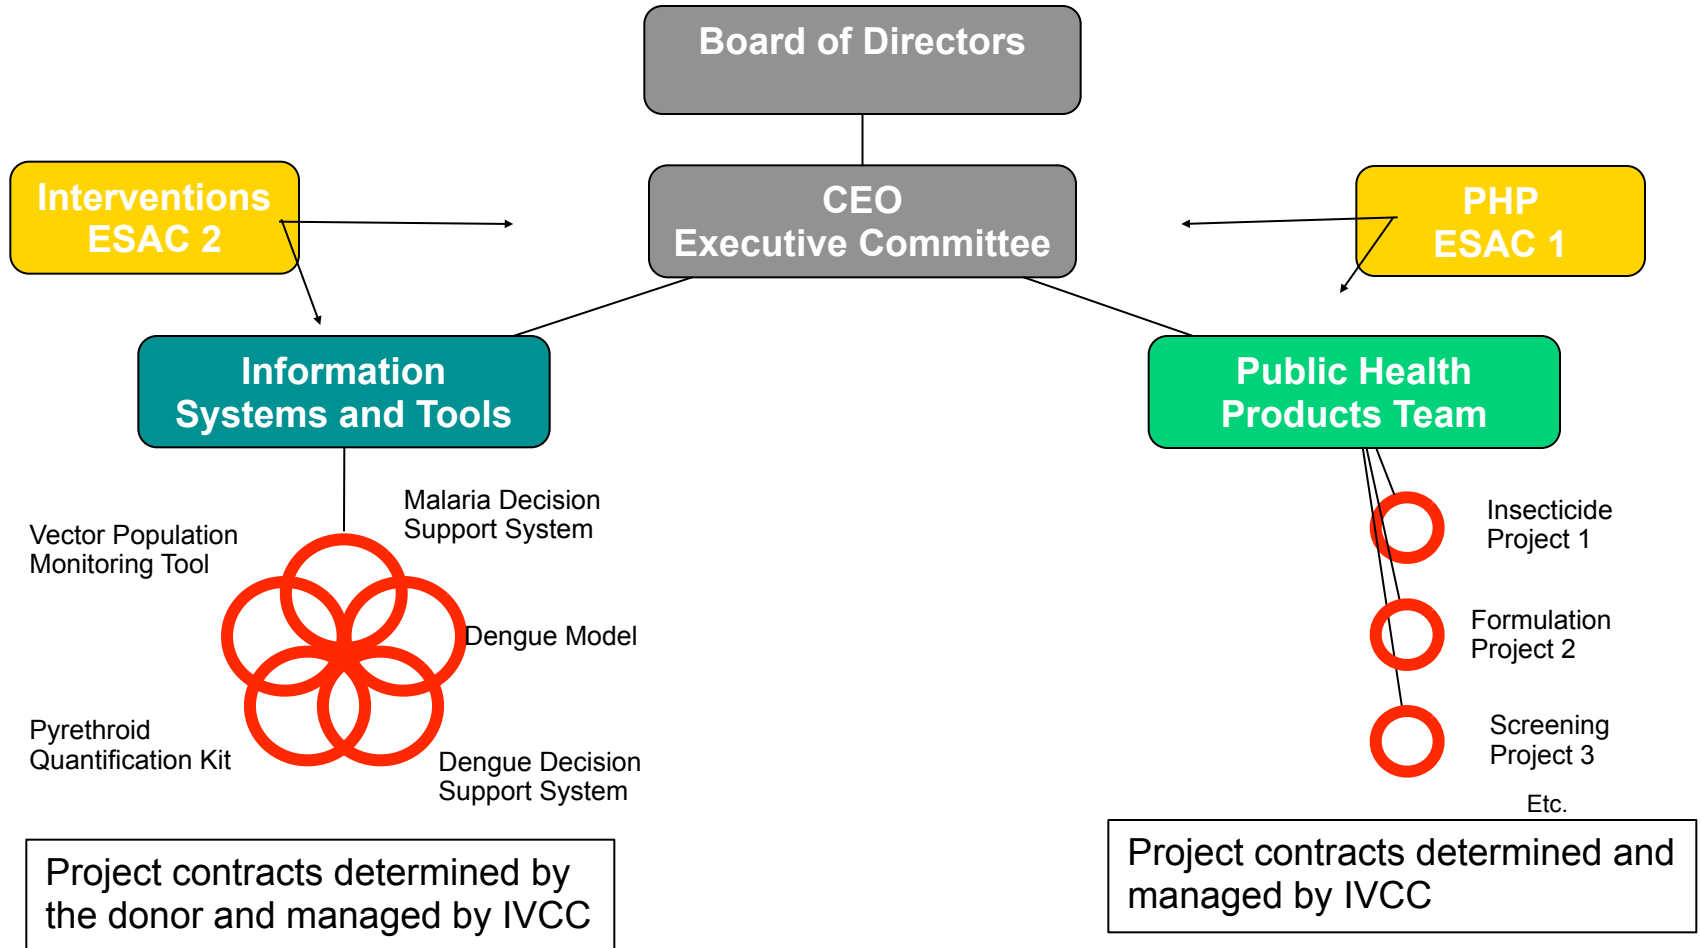 Board of Directors
Interventions
ESAC 2
CEO
Executive Committee
PHP
ESAC 1
Information
Systems and Tools
Public Health
Products Team
Malaria Decision
Support System
Vector Population
Monitoring Tool
Dengue Model
Pyrethroid
Quantification Kit
Dengue Decision
Support System
Insecticide
Project 1
Formulation
Project 2
Screening
Project 3
Etc.
Project contracts determined by
the donor and managed by IVCC
Project contracts determined and
managed by IVCC